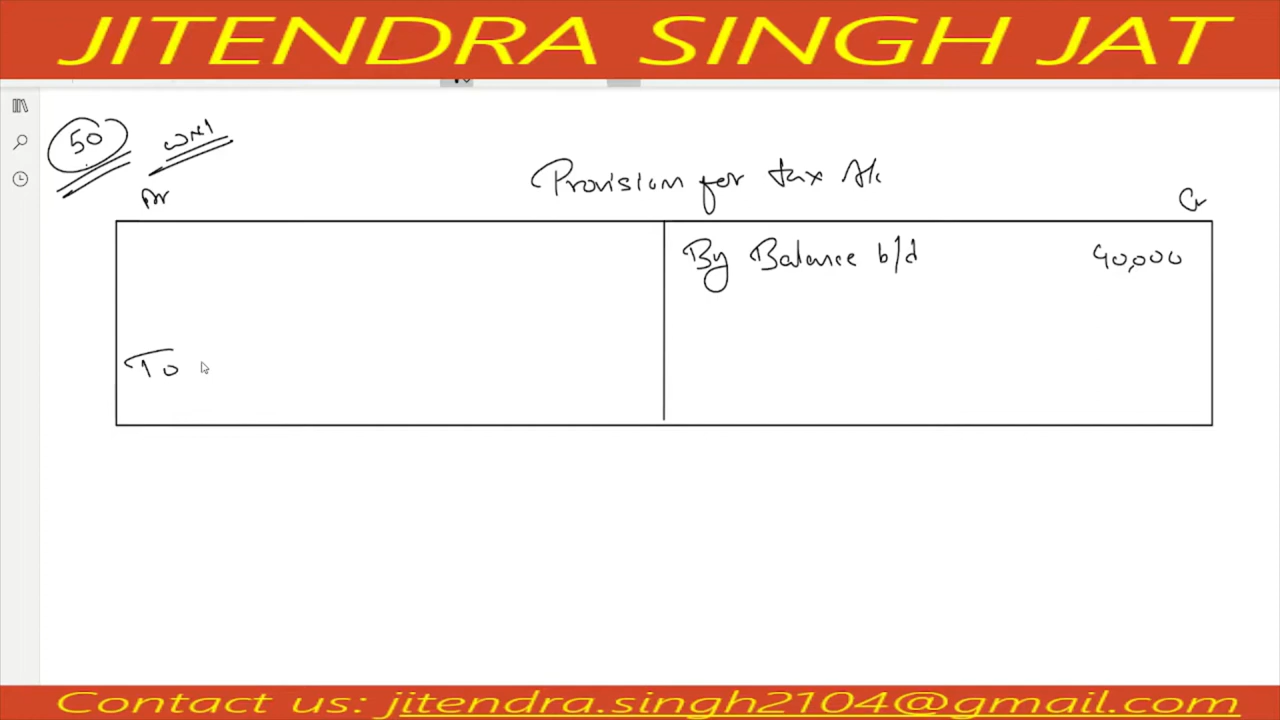 JITENDRA SINGH JAT
50
WN1
Dr
Provision for tax A/c
Cr
By Balance b/d 40,000
To
Contact us: jitendra.singh2104@gmail.com